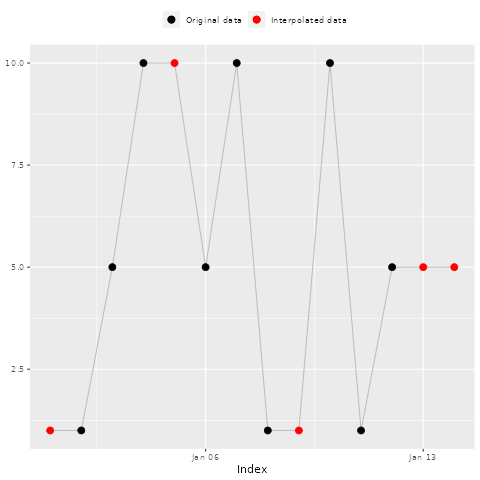 Original data Interpolated data
10.0
7.5
5.0
2.5
Jan 06 Jan 13
Index